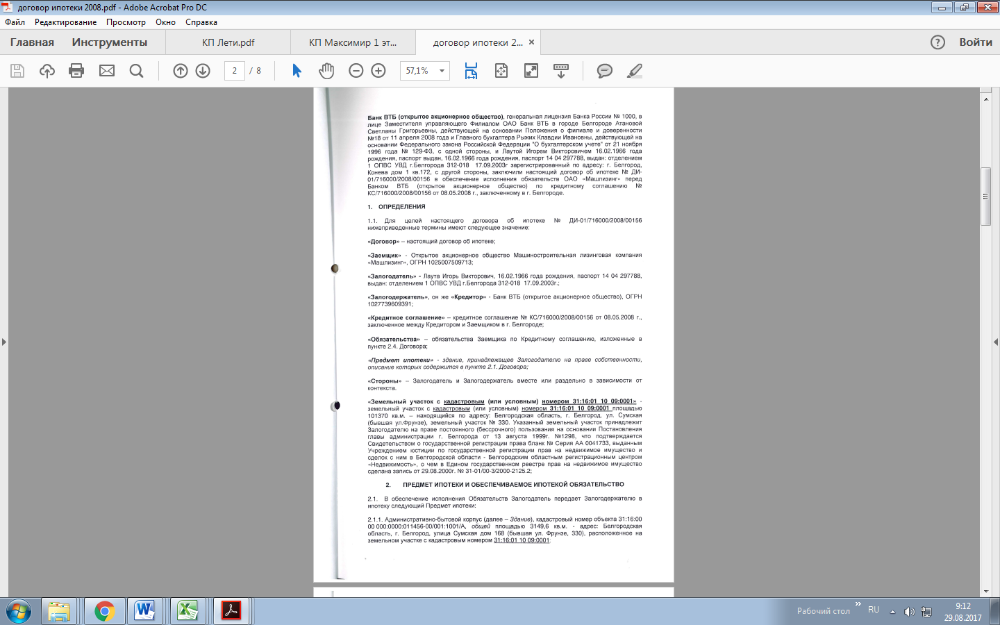 договор ипотеки 2008.pdf - Adobe Acrobat Pro DC
Файл Редактирование Просмотр Окно Справка
Главная Инструменты КП Лети.pdf КП Максимир 1 эт... договор ипотеки 2... × ? Войти
2 / 8 57,1%
Банк ВТБ (открытое акционерное общество), генеральная лицензия Банка России № 1000, в
лице Заместителя управляющего Филиалом ОАО Банк ВТБ в городе Белгороде Атановой
Светланы Григорьевны, действующей на основании Положения о филиале и доверенности
№18 от 11 апреля 2008 года и Главного бухгалтера Рыжих Клавдии Ивановны, действующей на
основании Федерального закона Российской Федерации "О бухгалтерском учете" от 21 ноября
1996 года № 129-ФЗ, с одной стороны, и Лаутой Игорем Викторовичем 16.02.1966 года
рождения, паспорт выдан, 16.02.1966 года рождения, паспорт 14 04 297788, выдан: отделением
1 ОПВС УВД г.Белгорода 312-018 17.09.2003г зарегистрированный по адресу: г. Белгород,
Конева дом 1 кв.172, с другой стороны, заключили настоящий договор об ипотеке № ДИ-
01/716000/2008/00156 в обеспечение исполнения обязательств ОАО «Машлизинг» перед
Банком ВТБ (открытое акционерное общество) по кредитному соглашению №
КС/716000/2008/00156 от 08.05.2008 г., заключенному в г. Белгороде.
1. ОПРЕДЕЛЕНИЯ
1.1. Для целей настоящего договора об ипотеке № ДИ-01/716000/2008/00156
нижеприведенные термины имеют следующее значение:
«Договор» – настоящий договор об ипотеке;
«Заемщик» - Открытое акционерное общество Машиностроительная лизинговая компания
«Машлизинг», ОГРН 1025007509713;
«Залогодатель» - Лаута Игорь Викторович, 16.02.1966 года рождения, паспорт 14 04 297788,
выдан: отделением 1 ОПВС УВД г.Белгорода 312-018 17.09.2003г.;
«Залогодержатель», он же «Кредитор» - Банк ВТБ (открытое акционерное общество), ОГРН
1027739609391;
«Кредитное соглашение» – кредитное соглашение № КС/716000/2008/00156 от 08.05.2008 г.,
заключенное между Кредитором и Заемщиком в г. Белгороде;
«Обязательства» – обязательства Заемщика по Кредитному соглашению, изложенные в
пункте 2.4. Договора;
«Предмет ипотеки» - здание, принадлежащее Залогодателю на праве собственности,
описание которых содержится в пункте 2.1. Договора;
«Стороны» – Залогодатель и Залогодержатель вместе или раздельно в зависимости от
контекста.
«Земельный участок с кадастровым (или условным) номером 31:16:01 10 09:0001» -
земельный участок с кадастровым (или условным) номером 31:16:01 10 09:0001 площадью
101370 кв.м. – находящийся по адресу: Белгородская область, г. Белгород, ул. Сумская
(бывшая ул.Фрунзе), земельный участок № 330. Указанный земельный участок принадлежит
Залогодателю на праве постоянного (бессрочного) пользования на основании Постановления
главы администрации г. Белгорода от 13 августа 1999г. №1298, что подтверждается
Свидетельством о государственной регистрации права бланк № Серия АА 0041733, выданным
Учреждением юстиции по государственной регистрации прав на недвижимое имущество и
сделок с ним в Белгородской области - Белгородским областным регистрационным центром
«Недвижимость», о чем в Едином государственном реестре прав на недвижимое имущество
сделана запись от 29.08.2000г. № 31-01/00-3/2000-2125.2;
2. ПРЕДМЕТ ИПОТЕКИ И ОБЕСПЕЧИВАЕМОЕ ИПОТЕКОЙ ОБЯЗАТЕЛЬСТВО
2.1. В обеспечение исполнения Обязательств Залогодатель передает Залогодержателю в
ипотеку следующий Предмет ипотеки:
2.1.1. Административно-бытовой корпус (далее – Здание), кадастровый номер объекта 31:16:00
00 000:0000:011456-00/001:1001/А, общей площадью 3149,6 кв.м. - адрес: Белгородская
область, г. Белгород, улица Сумская дом 168 (бывшая ул. Фрунзе, 330), расположенное на
земельном участке с кадастровым номером 31:16:01 10 09:0001;
Рабочий стол » RU 9:12
29.08.2017